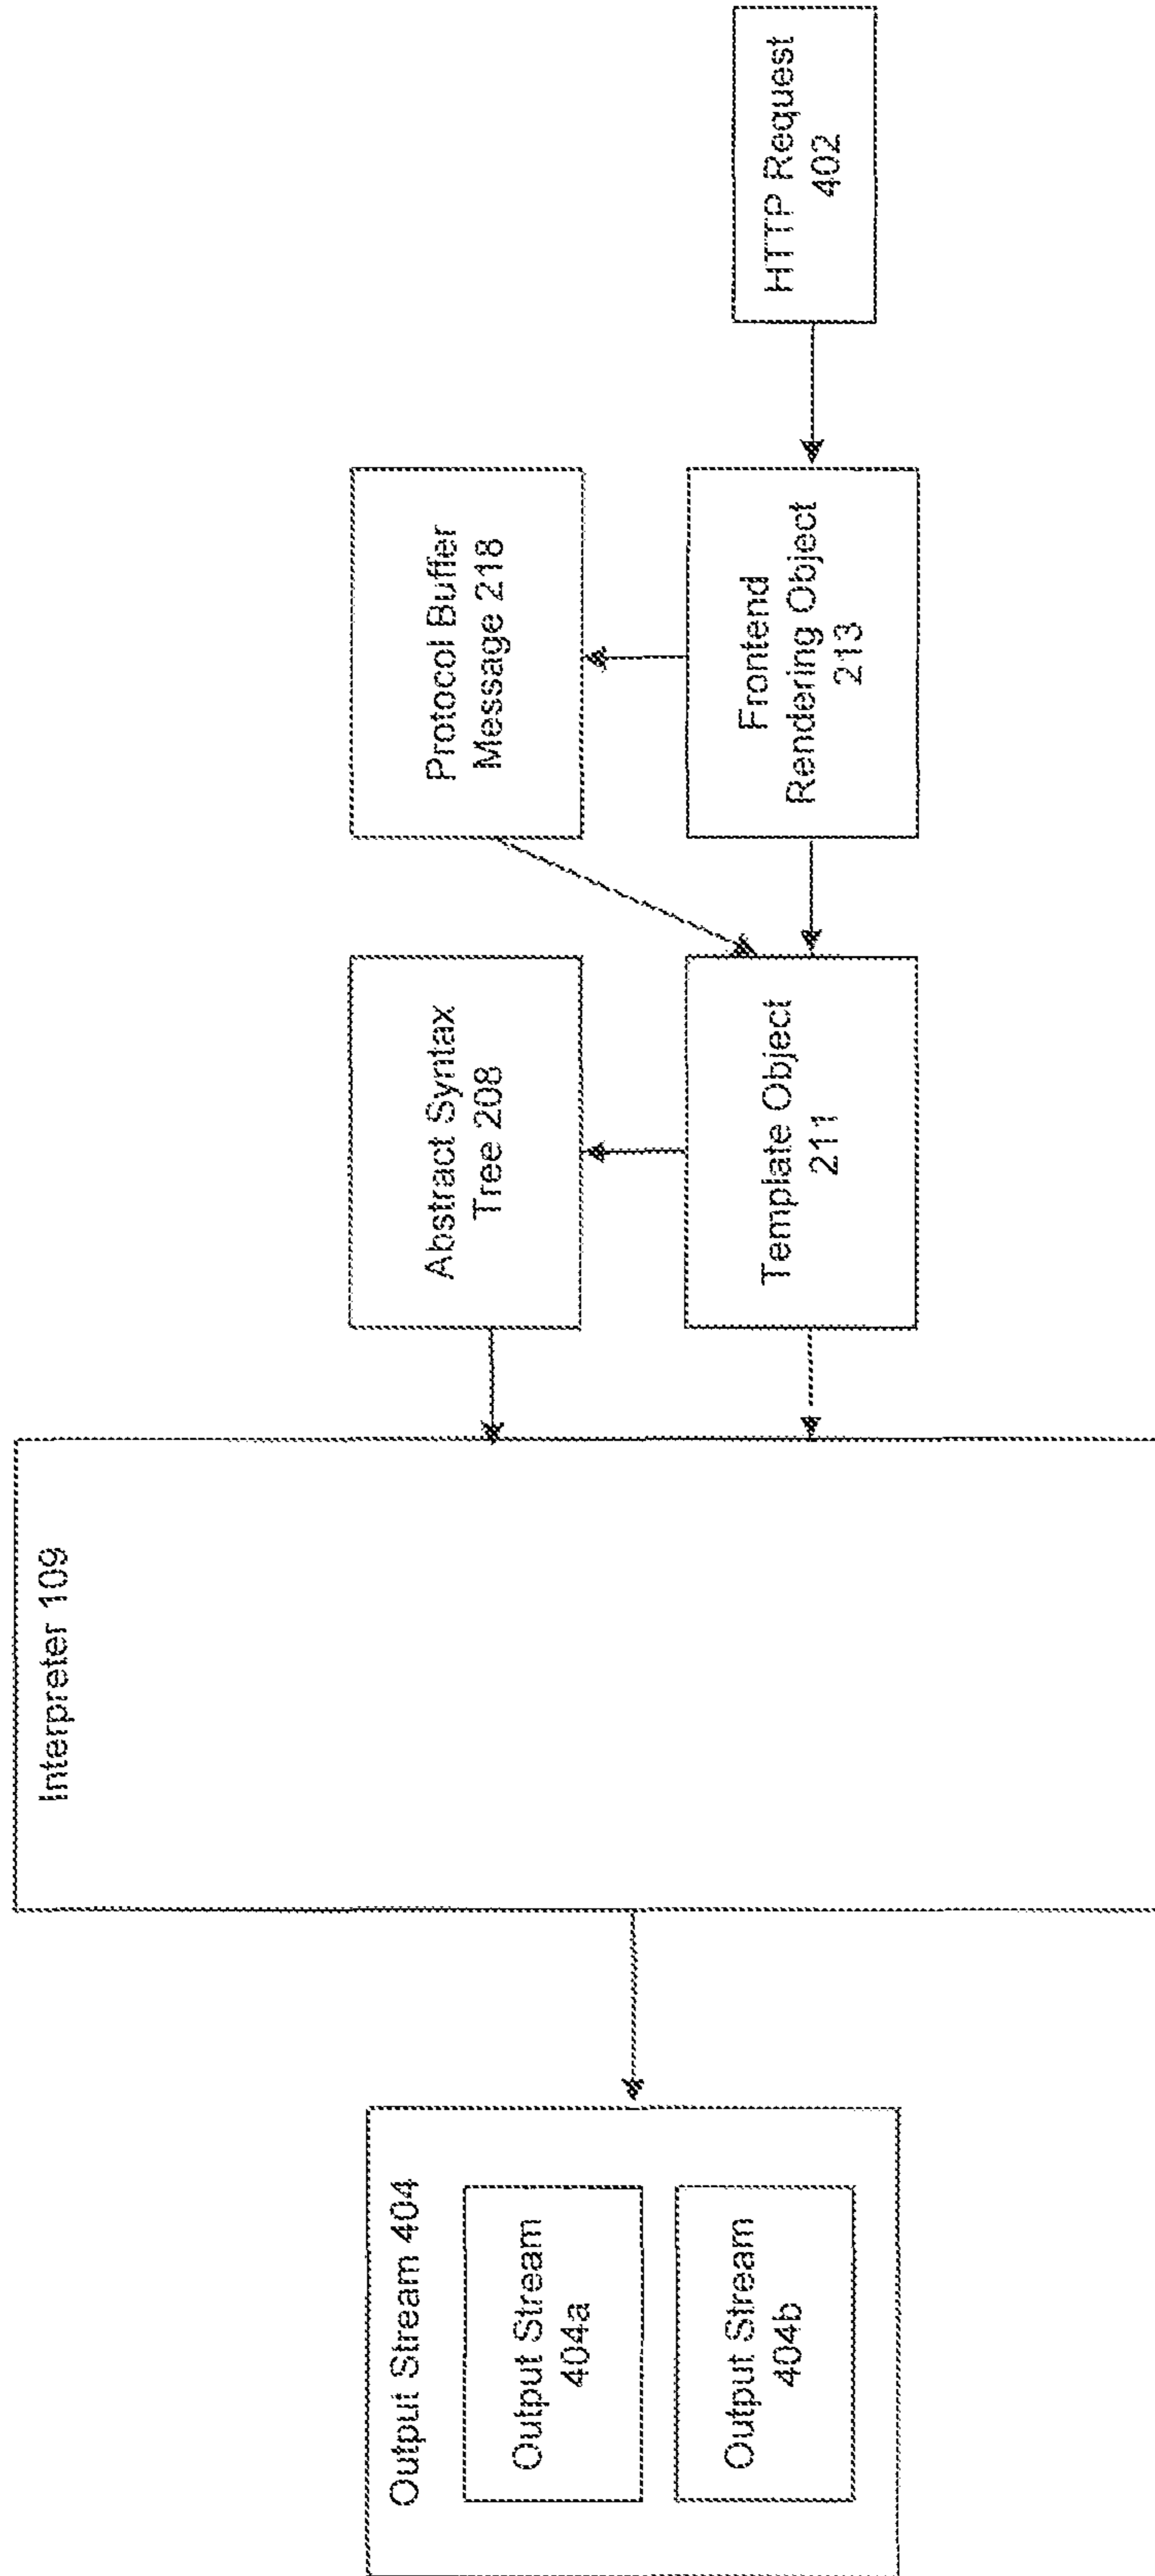 Output Stream 404
Output Stream
404a
Output Stream
404b
Interpreter 109
Abstract Syntax
Tree 208
Template Object
211
Protocol Buffer
Message 218
Frontend
Rendering Object
213
HTTP Request
402